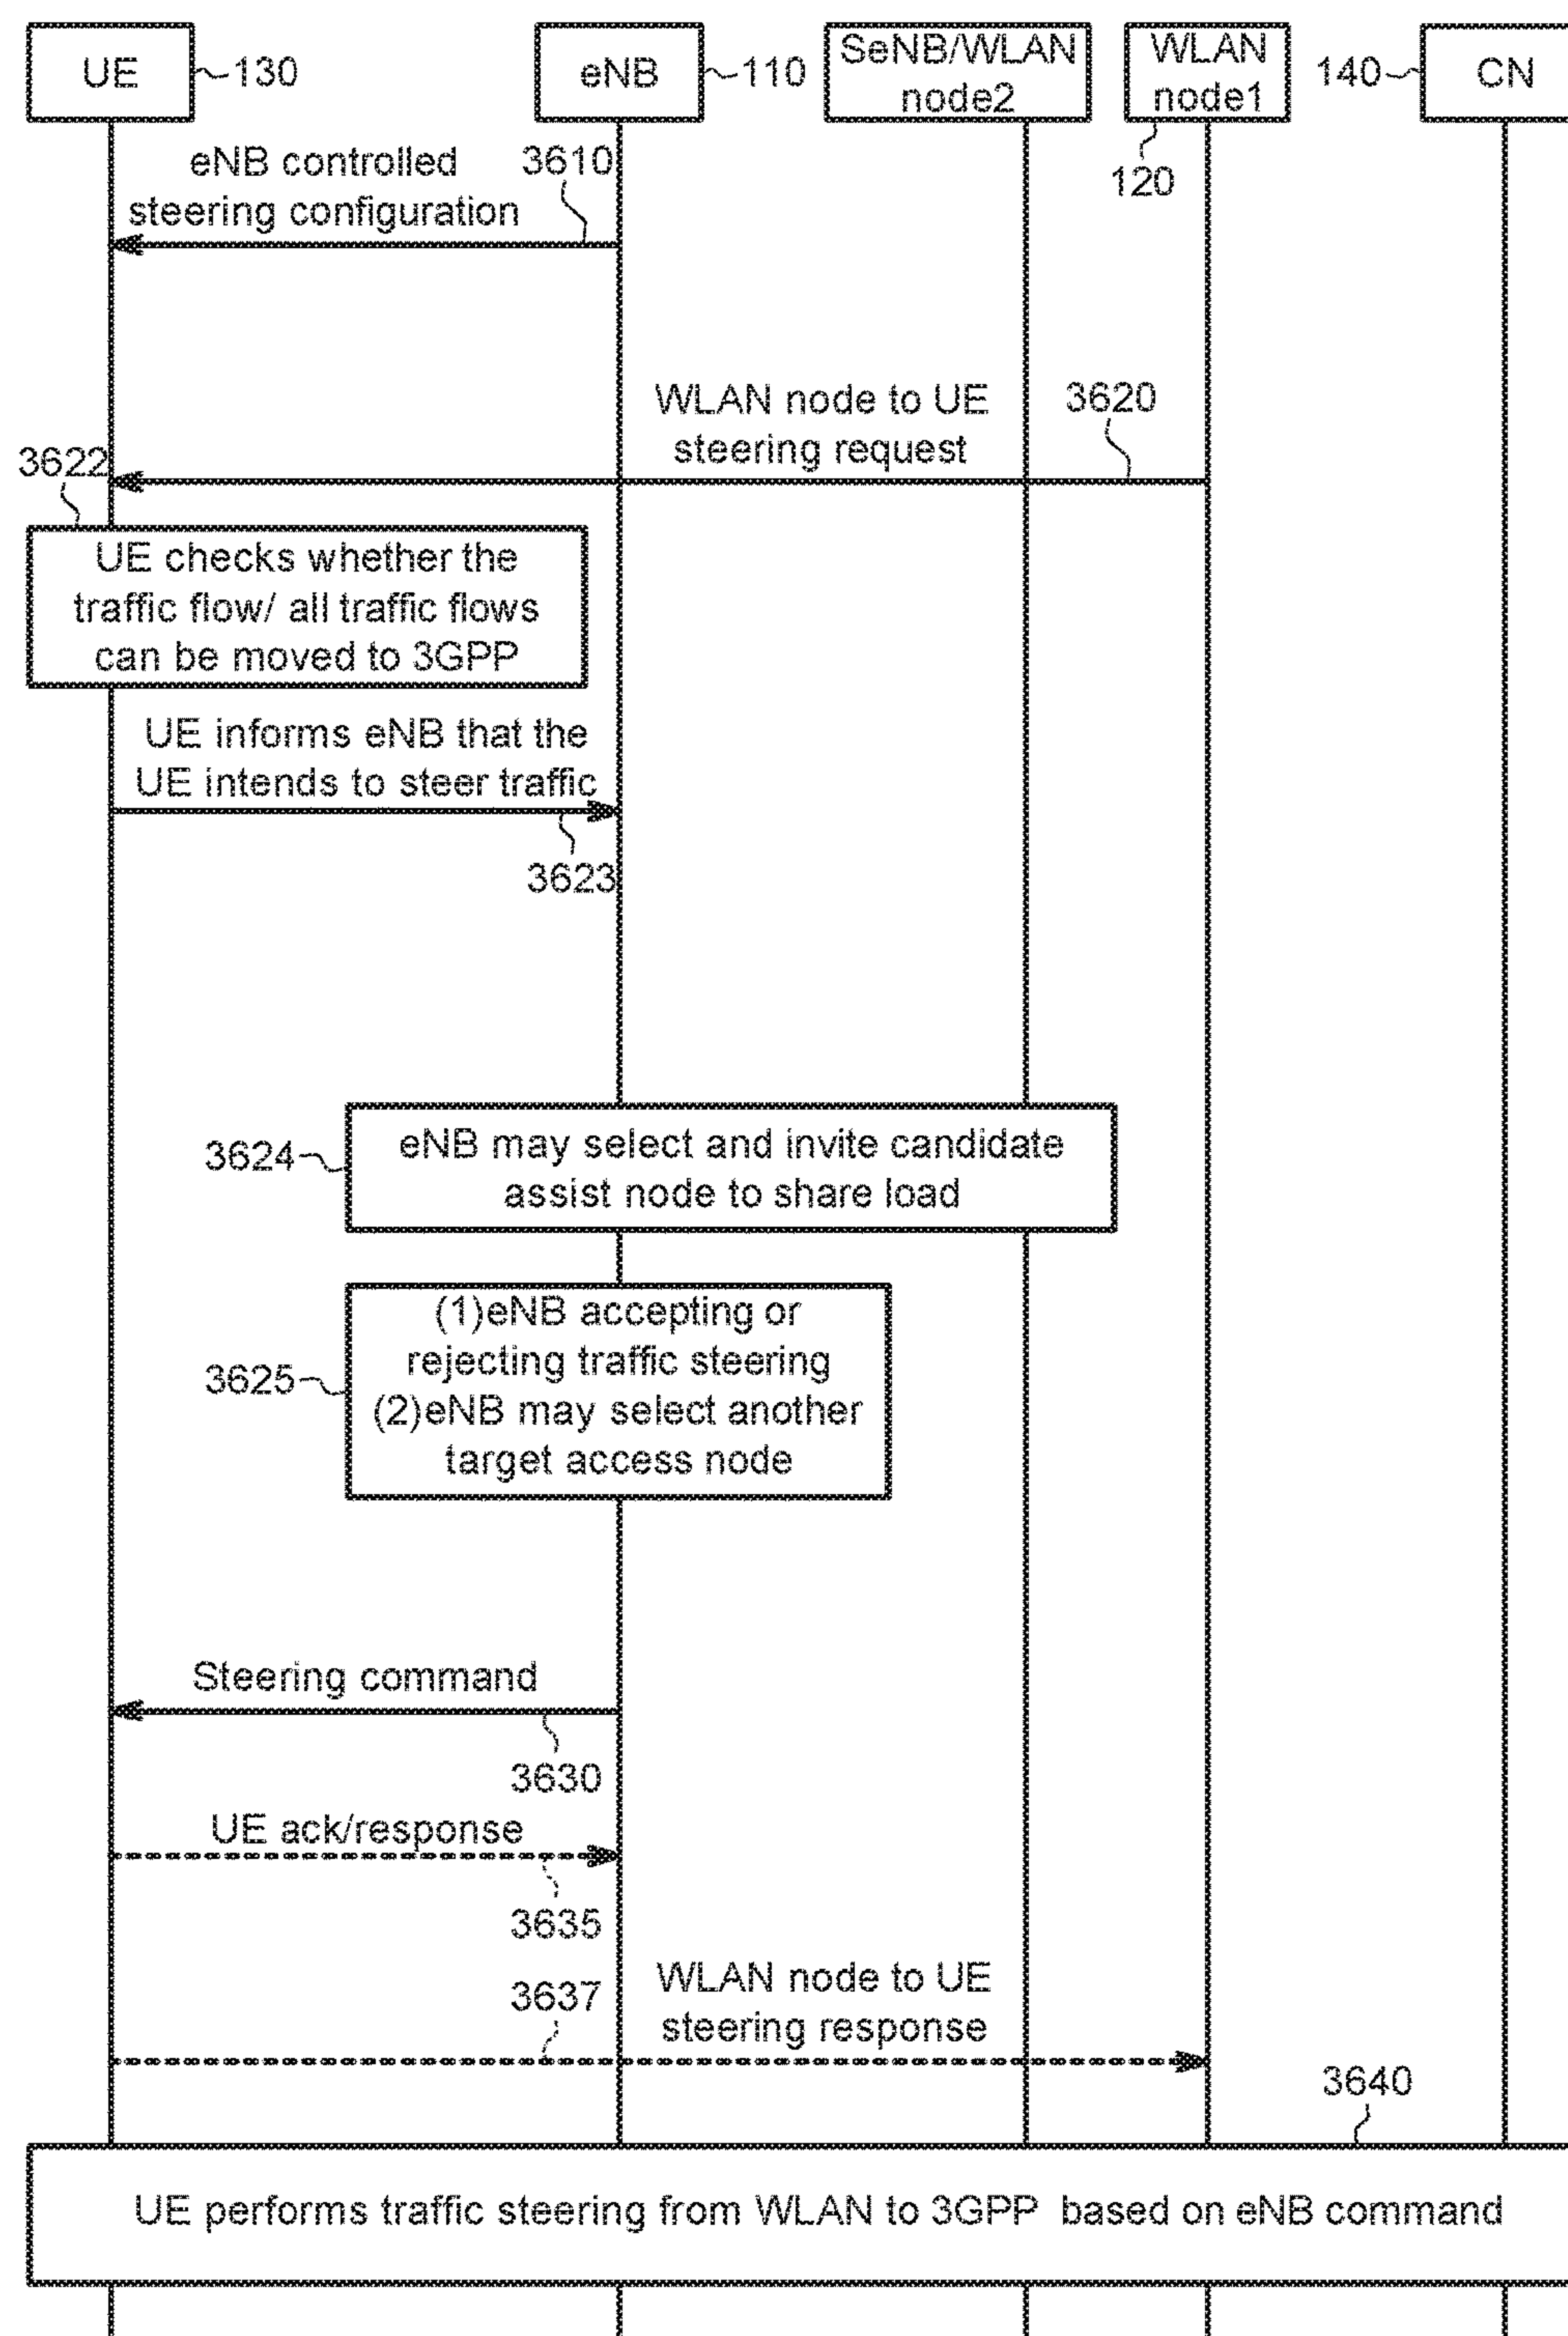 UE
130
eNB
110
SeNB/WLAN
node2
WLAN
node1
120
140
CN
eNB controlled
steering configuration
3610
WLAN node to UE
steering request
3620
3622
UE checks whether the
traffic flow/ all traffic flows
can be moved to 3GPP
UE informs eNB that the
UE intends to steer traffic
3623
3624
eNB may select and invite candidate
assist node to share load
3625
(1)eNB accepting or
rejecting traffic steering
(2)eNB may select another
target access node
Steering command
3630
UE ack/response
3635
3637
WLAN node to UE
steering response
3640
UE performs traffic steering from WLAN to 3GPP based on eNB command